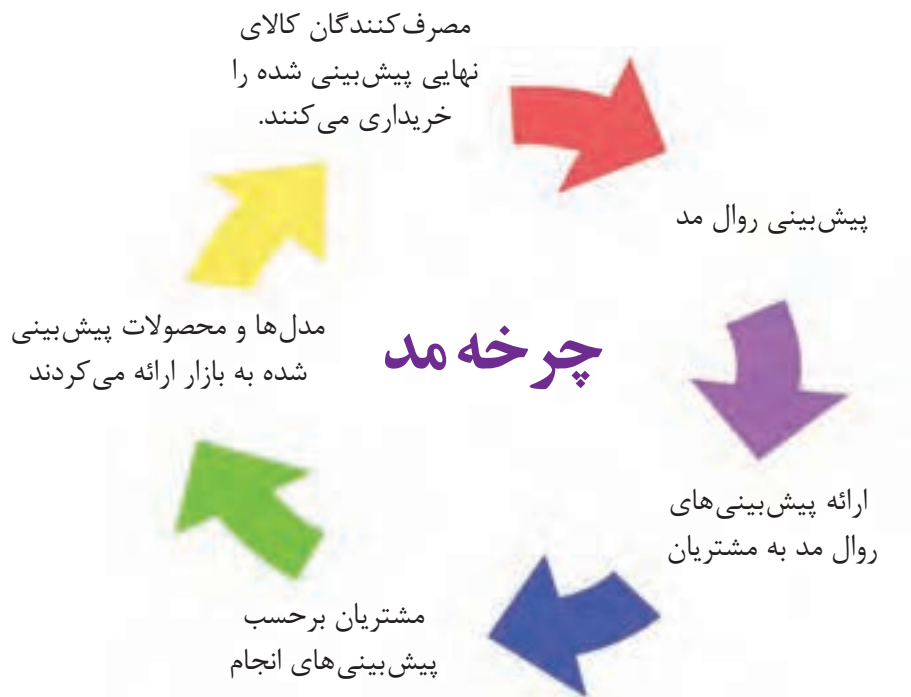 مصرف‌کنندگان کالای
نهایی پیش‌بینی شده را
خریداری می‌کنند.
پیش‌بینی روال مد
چرخه مد
مدل‌ها و محصولات پیش‌بینی
شده به بازار ارائه می‌کردند
ارائه پیش‌بینی‌های
روال مد به مشتریان
مشتریان برحسب
پیش‌بینی‌های انجام